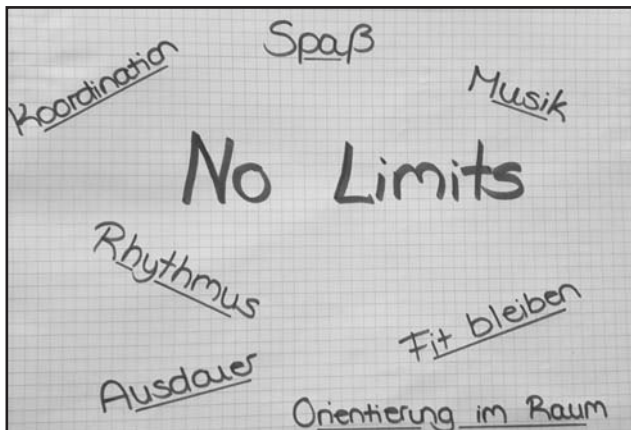 Spaß
Koordination
Musik
No Limits
Rhythmus
Fit bleiben
Ausdauer
Orientierung im Raum